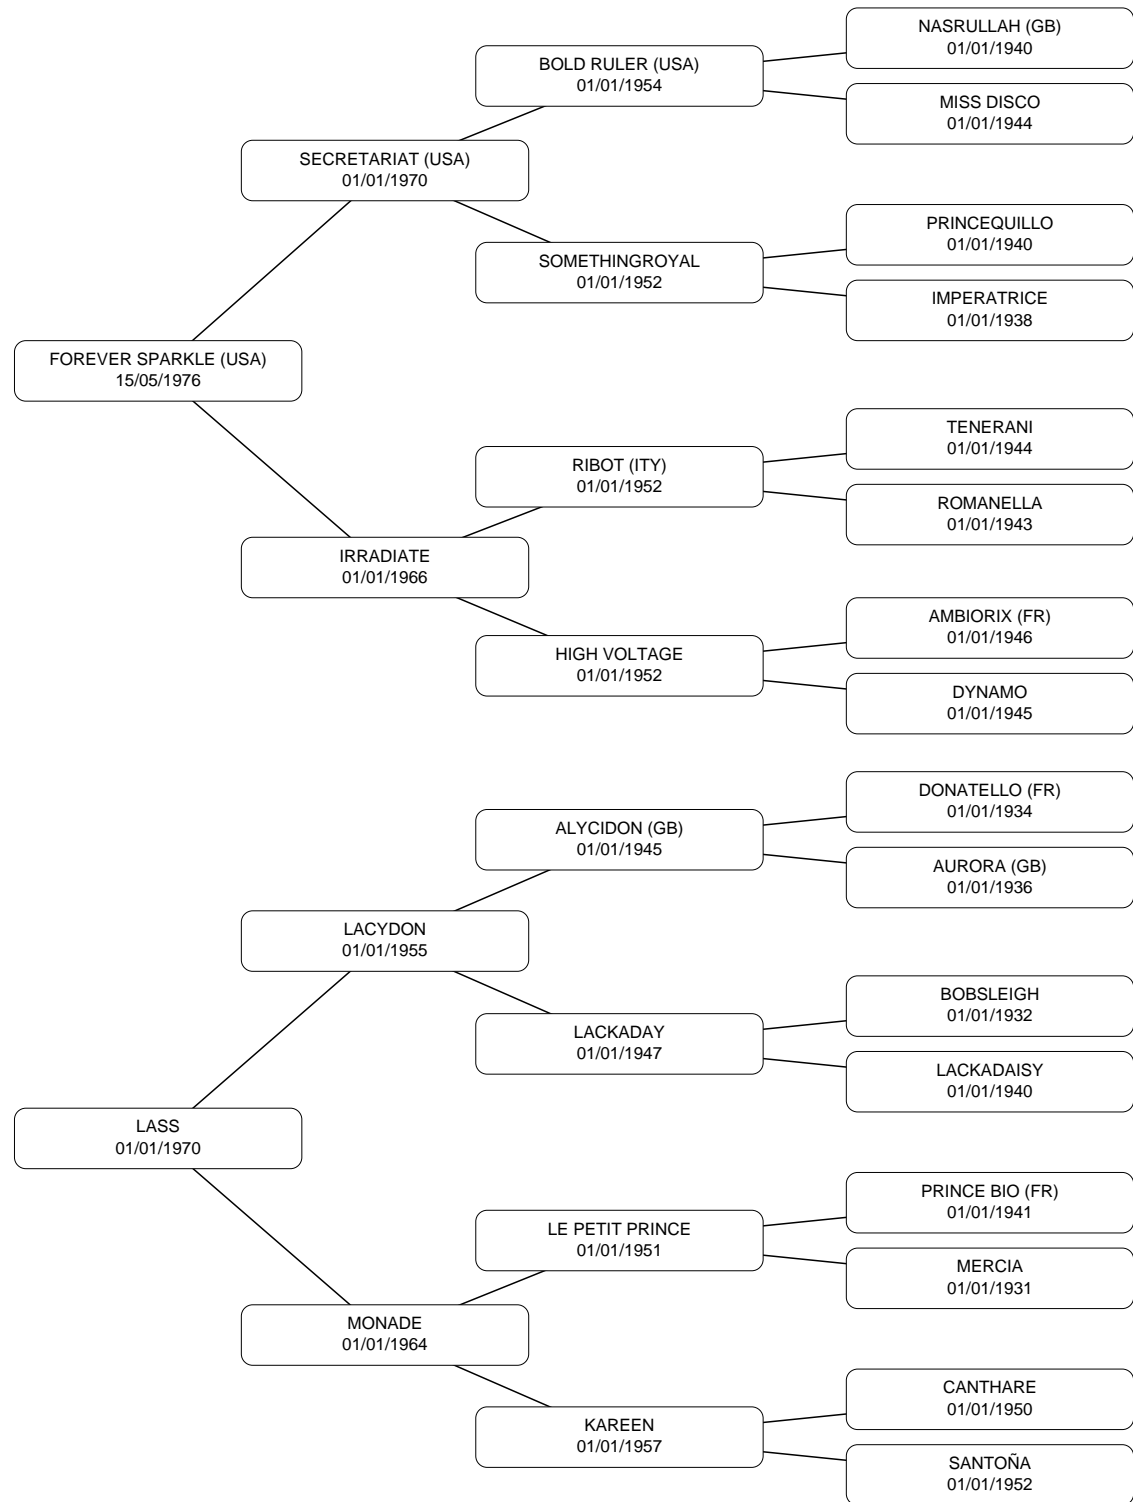 NASRULLAH (GB)
01/01/1940
BOLD RULER (USA)
01/01/1954
MISS DISCO
01/01/1944
SECRETARIAT (USA)
01/01/1970
PRINCEQUILLO
01/01/1940
SOMETHINGROYAL
01/01/1952
IMPERATRICE
01/01/1938
FOREVER SPARKLE (USA)
15/05/1976
TENERANI
01/01/1944
RIBOT (ITY)
01/01/1952
ROMANELLA
01/01/1943
IRRADIATE
01/01/1966
AMBIORIX (FR)
01/01/1946
HIGH VOLTAGE
01/01/1952
DYNAMO
01/01/1945
DONATELLO (FR)
01/01/1934
ALYCIDON (GB)
01/01/1945
AURORA (GB)
01/01/1936
LACYDON
01/01/1955
BOBSLEIGH
01/01/1932
LACKADAY
01/01/1947
LACKADAISY
01/01/1940
LASS
01/01/1970
PRINCE BIO (FR)
01/01/1941
LE PETIT PRINCE
01/01/1951
MERCIA
01/01/1931
MONADE
01/01/1964
CANTHARE
01/01/1950
KAREEN
01/01/1957
SANTOÑA
01/01/1952